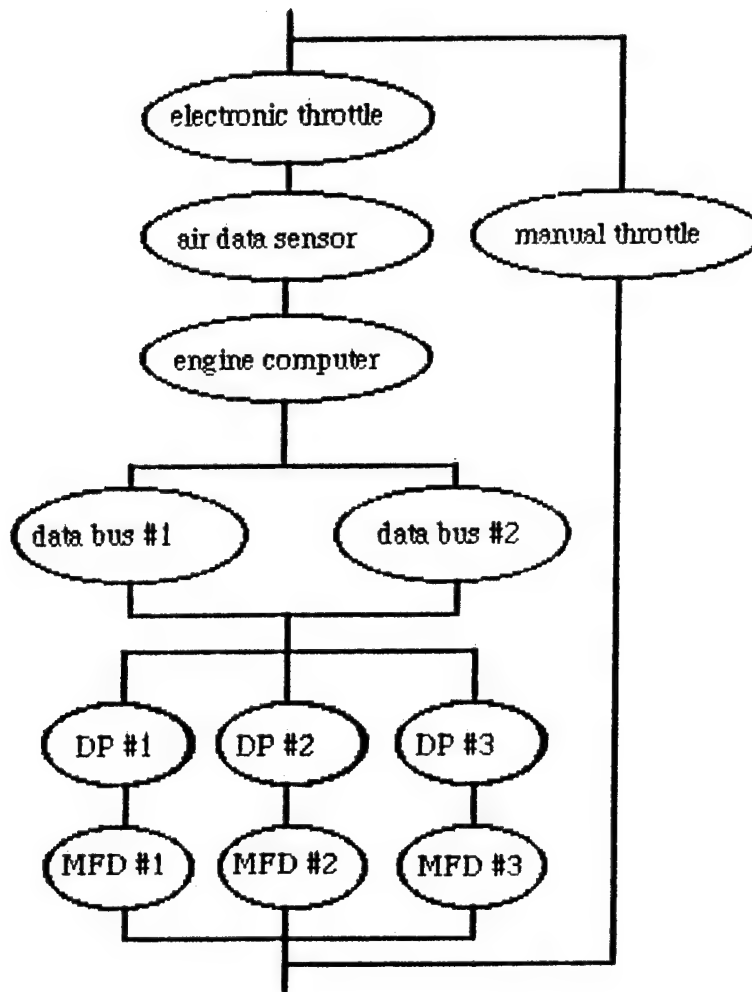 electronic throttle
air data sensor
manual throttle
engine computer
data bus #1
data bus #2
DP #1
DP #2
DP #3
MFD #1
MFD #2
MFD #3